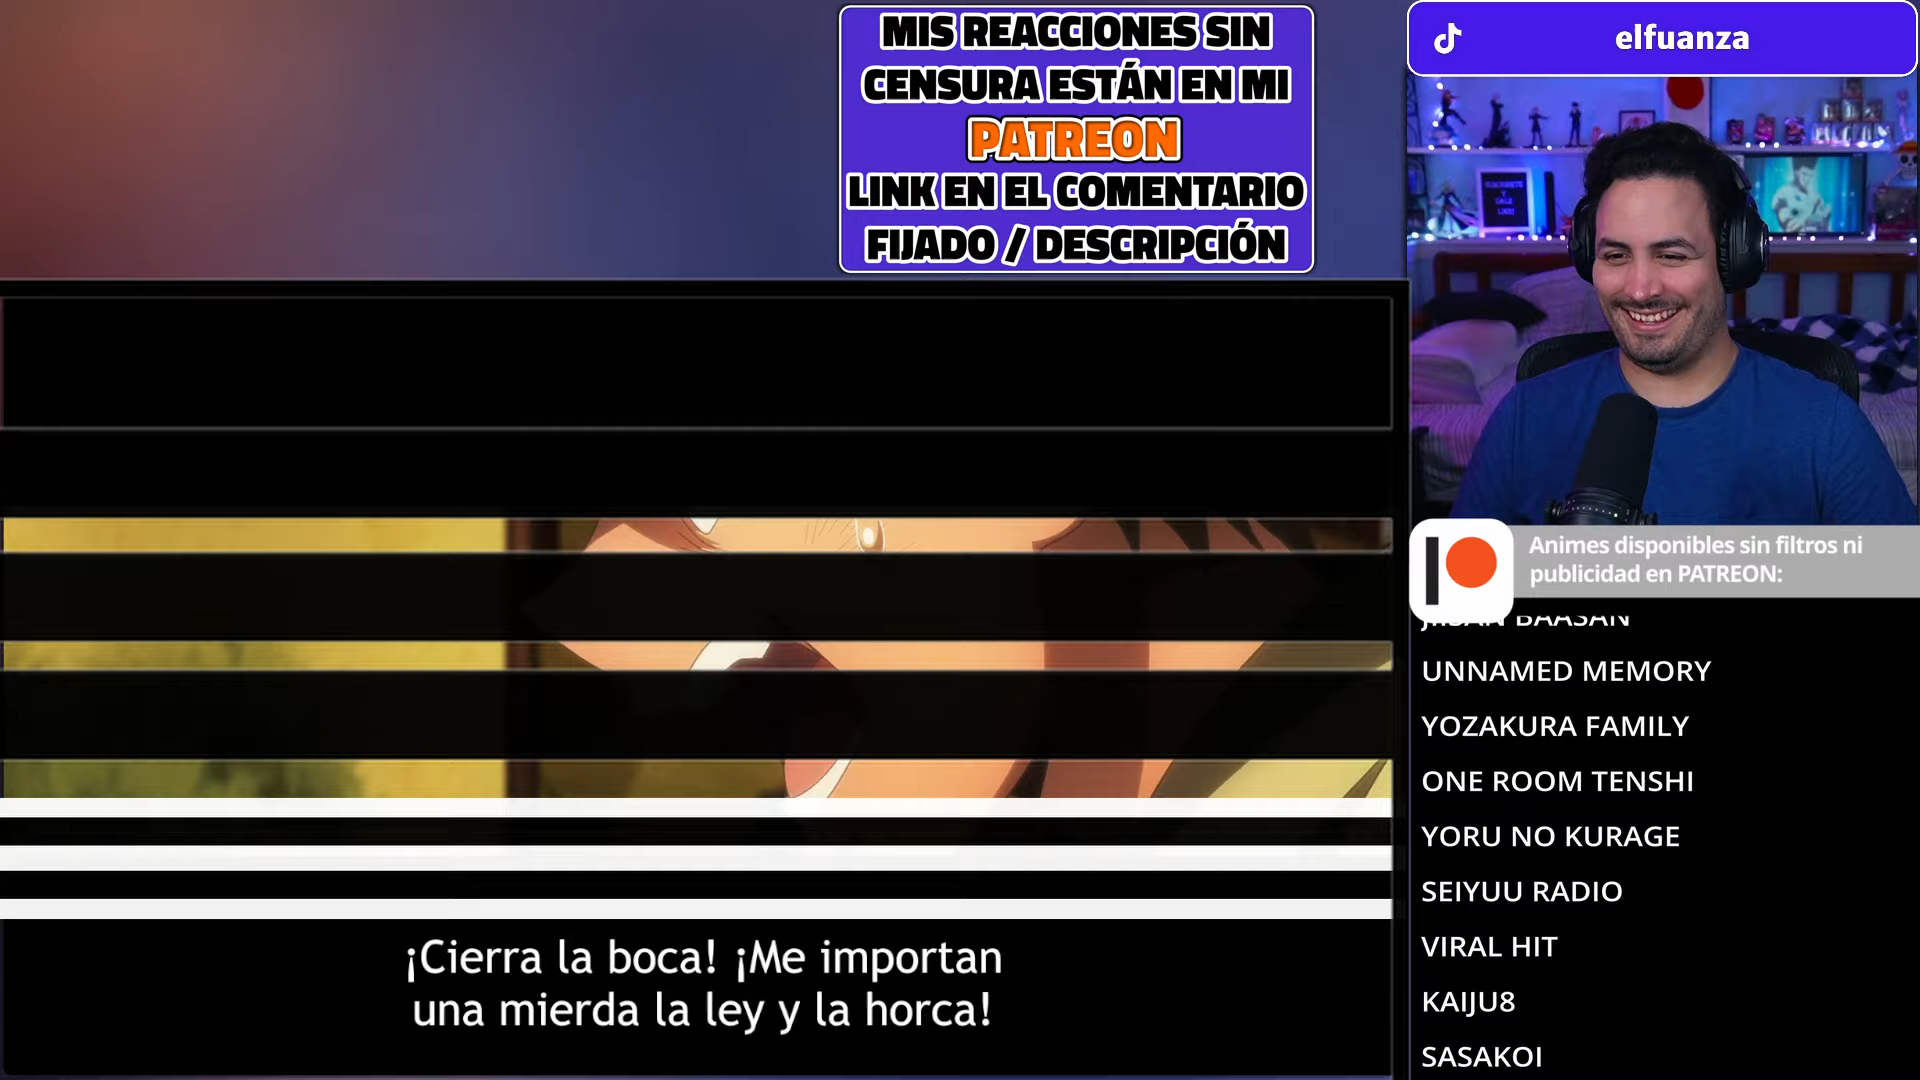 MIS REACCIONES SIN
CENSURA ESTÁN EN MI
PATREON
LINK EN EL COMENTARIO
FIJADO / DESCRIPCIÓN
elfuanza
Animes disponibles sin filtros ni
publicidad en PATREON:
BAASAN
UNNAMED MEMORY
YOZAKURA FAMILY
ONE ROOM TENSHI
YORU NO KURAGE
SEIYUU RADIO
VIRAL HIT
KAIJU8
SASAKOI
¡Cierra la boca! ¡Me importan
una mierda la ley y la horca!